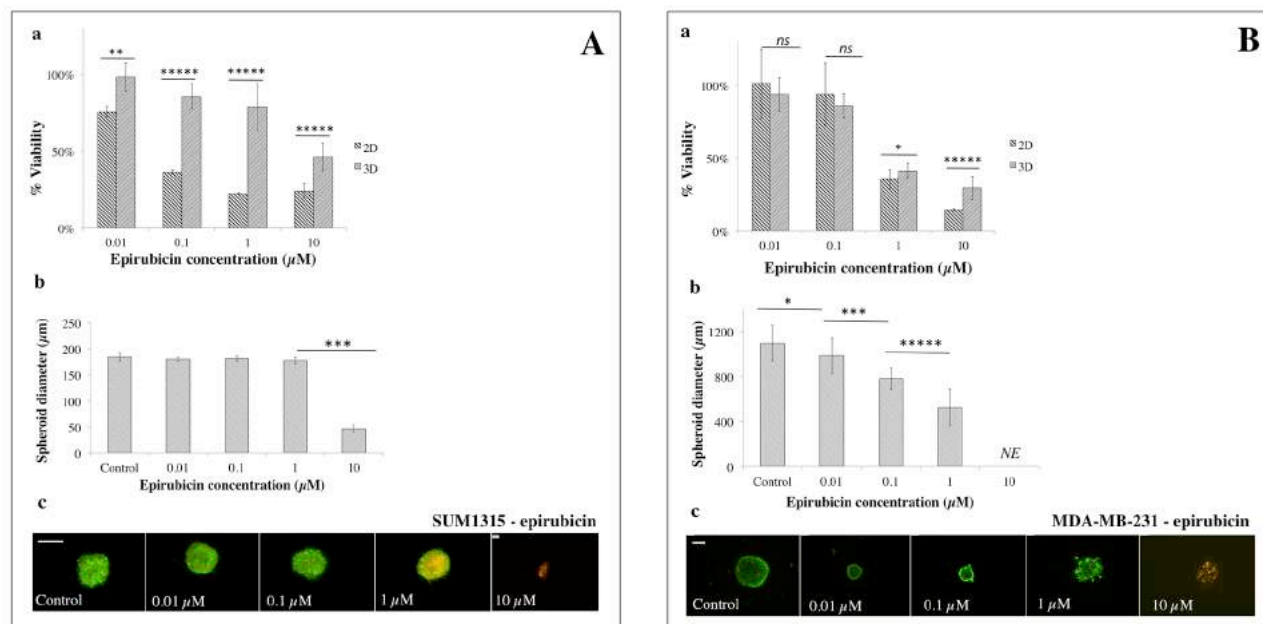 A
a
**
*****
*****
*****
100%
50%
0%
% Viability
2D
3D
0.01 0.1 1 10
Epirubicin concentration (µM)
b
250
200
150
100
50
0
Spheroid diameter (µm)
***
Control 0.01 0.1 1 10
Epirubicin concentration (µM)
c
SUM1315 - epirubicin
Control 0.01 µM 0.1 µM 1 µM 10 µM
B
a
ns
ns
*
*****
100%
50%
0%
% Viability
2D
3D
0.01 0.1 1 10
Epirubicin concentration (µM)
b
1200
800
400
0
Spheroid diameter (µm)
*
***
*****
NE
Control 0.01 0.1 1 10
Epirubicin concentration (µM)
c
MDA-MB-231 - epirubicin
Control 0.01 µM 0.1 µM 1 µM 10 µM